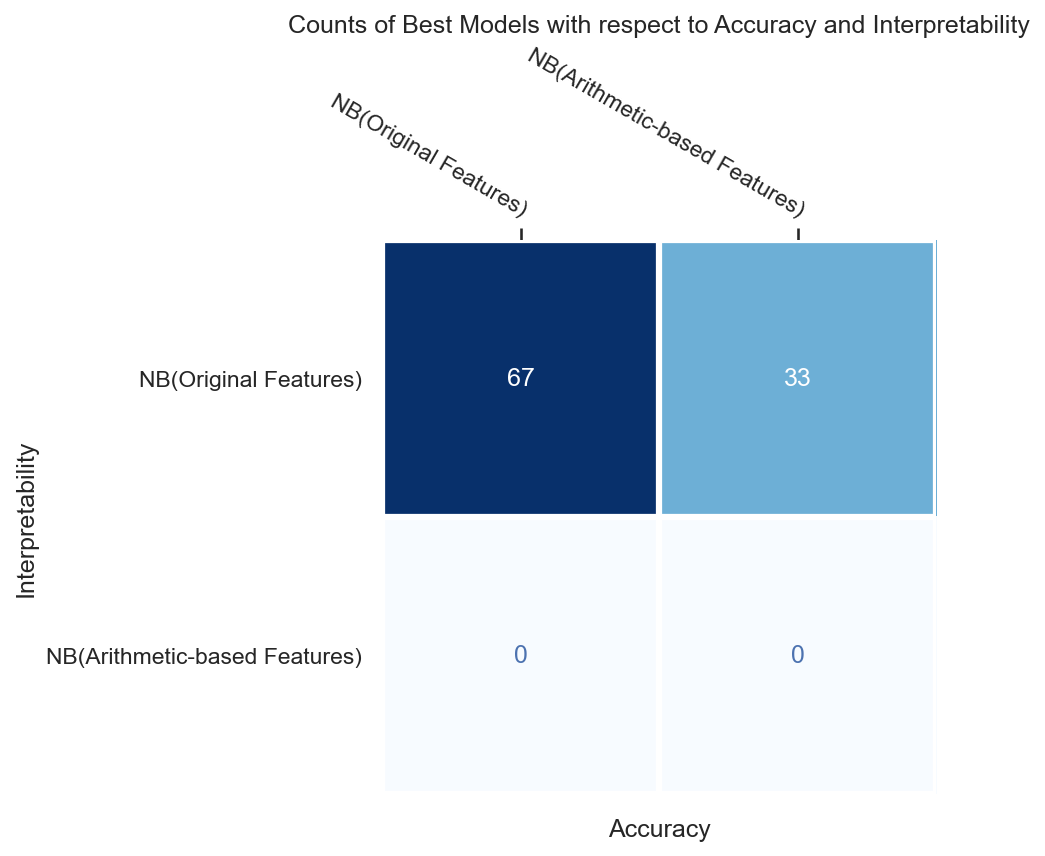 Counts of Best Models with respect to Accuracy and Interpretability
NB(Original Features)
NB(Arithmetic-based Features)
NB(Original Features)
67
33
Interpretability
NB(Arithmetic-based Features)
0
0
Accuracy